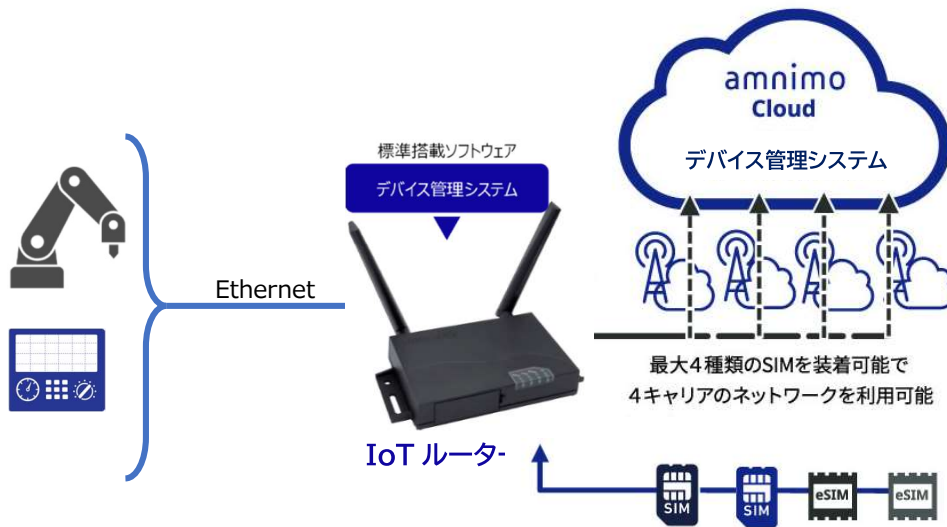 amnimo
Cloud
デバイス管理システム
標準搭載ソフトウェア
デバイス管理システム
Ethernet
最大4種類のSIMを装着可能で
4キャリアのネットワークを利用可能
IoT ルータ-
SIM
SIM
eSIM
eSIM